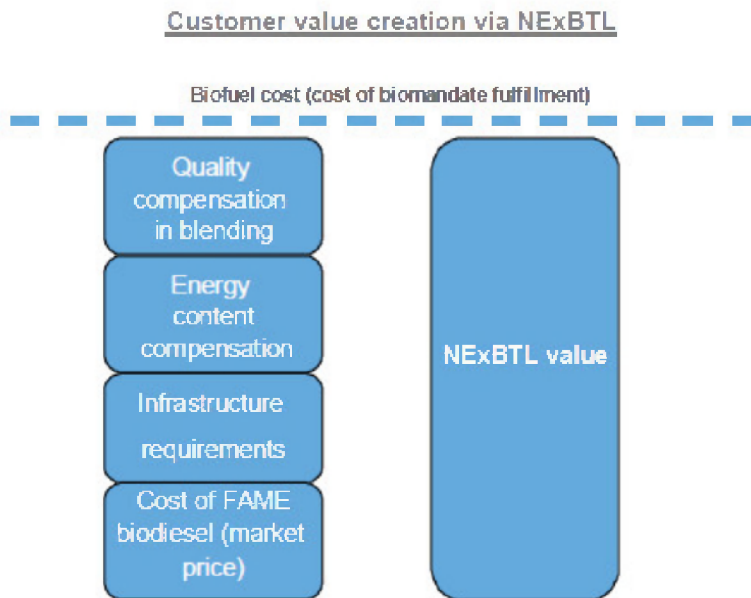 Customer value creation via NExBTL
Biofuel cost (cost of biomandate fulfillment)
Quality
compensation
in blending
Energy
content
compensation
Infrastructure
requirements
Cost of FAME
biodiesel (market
price)
NExBTL value